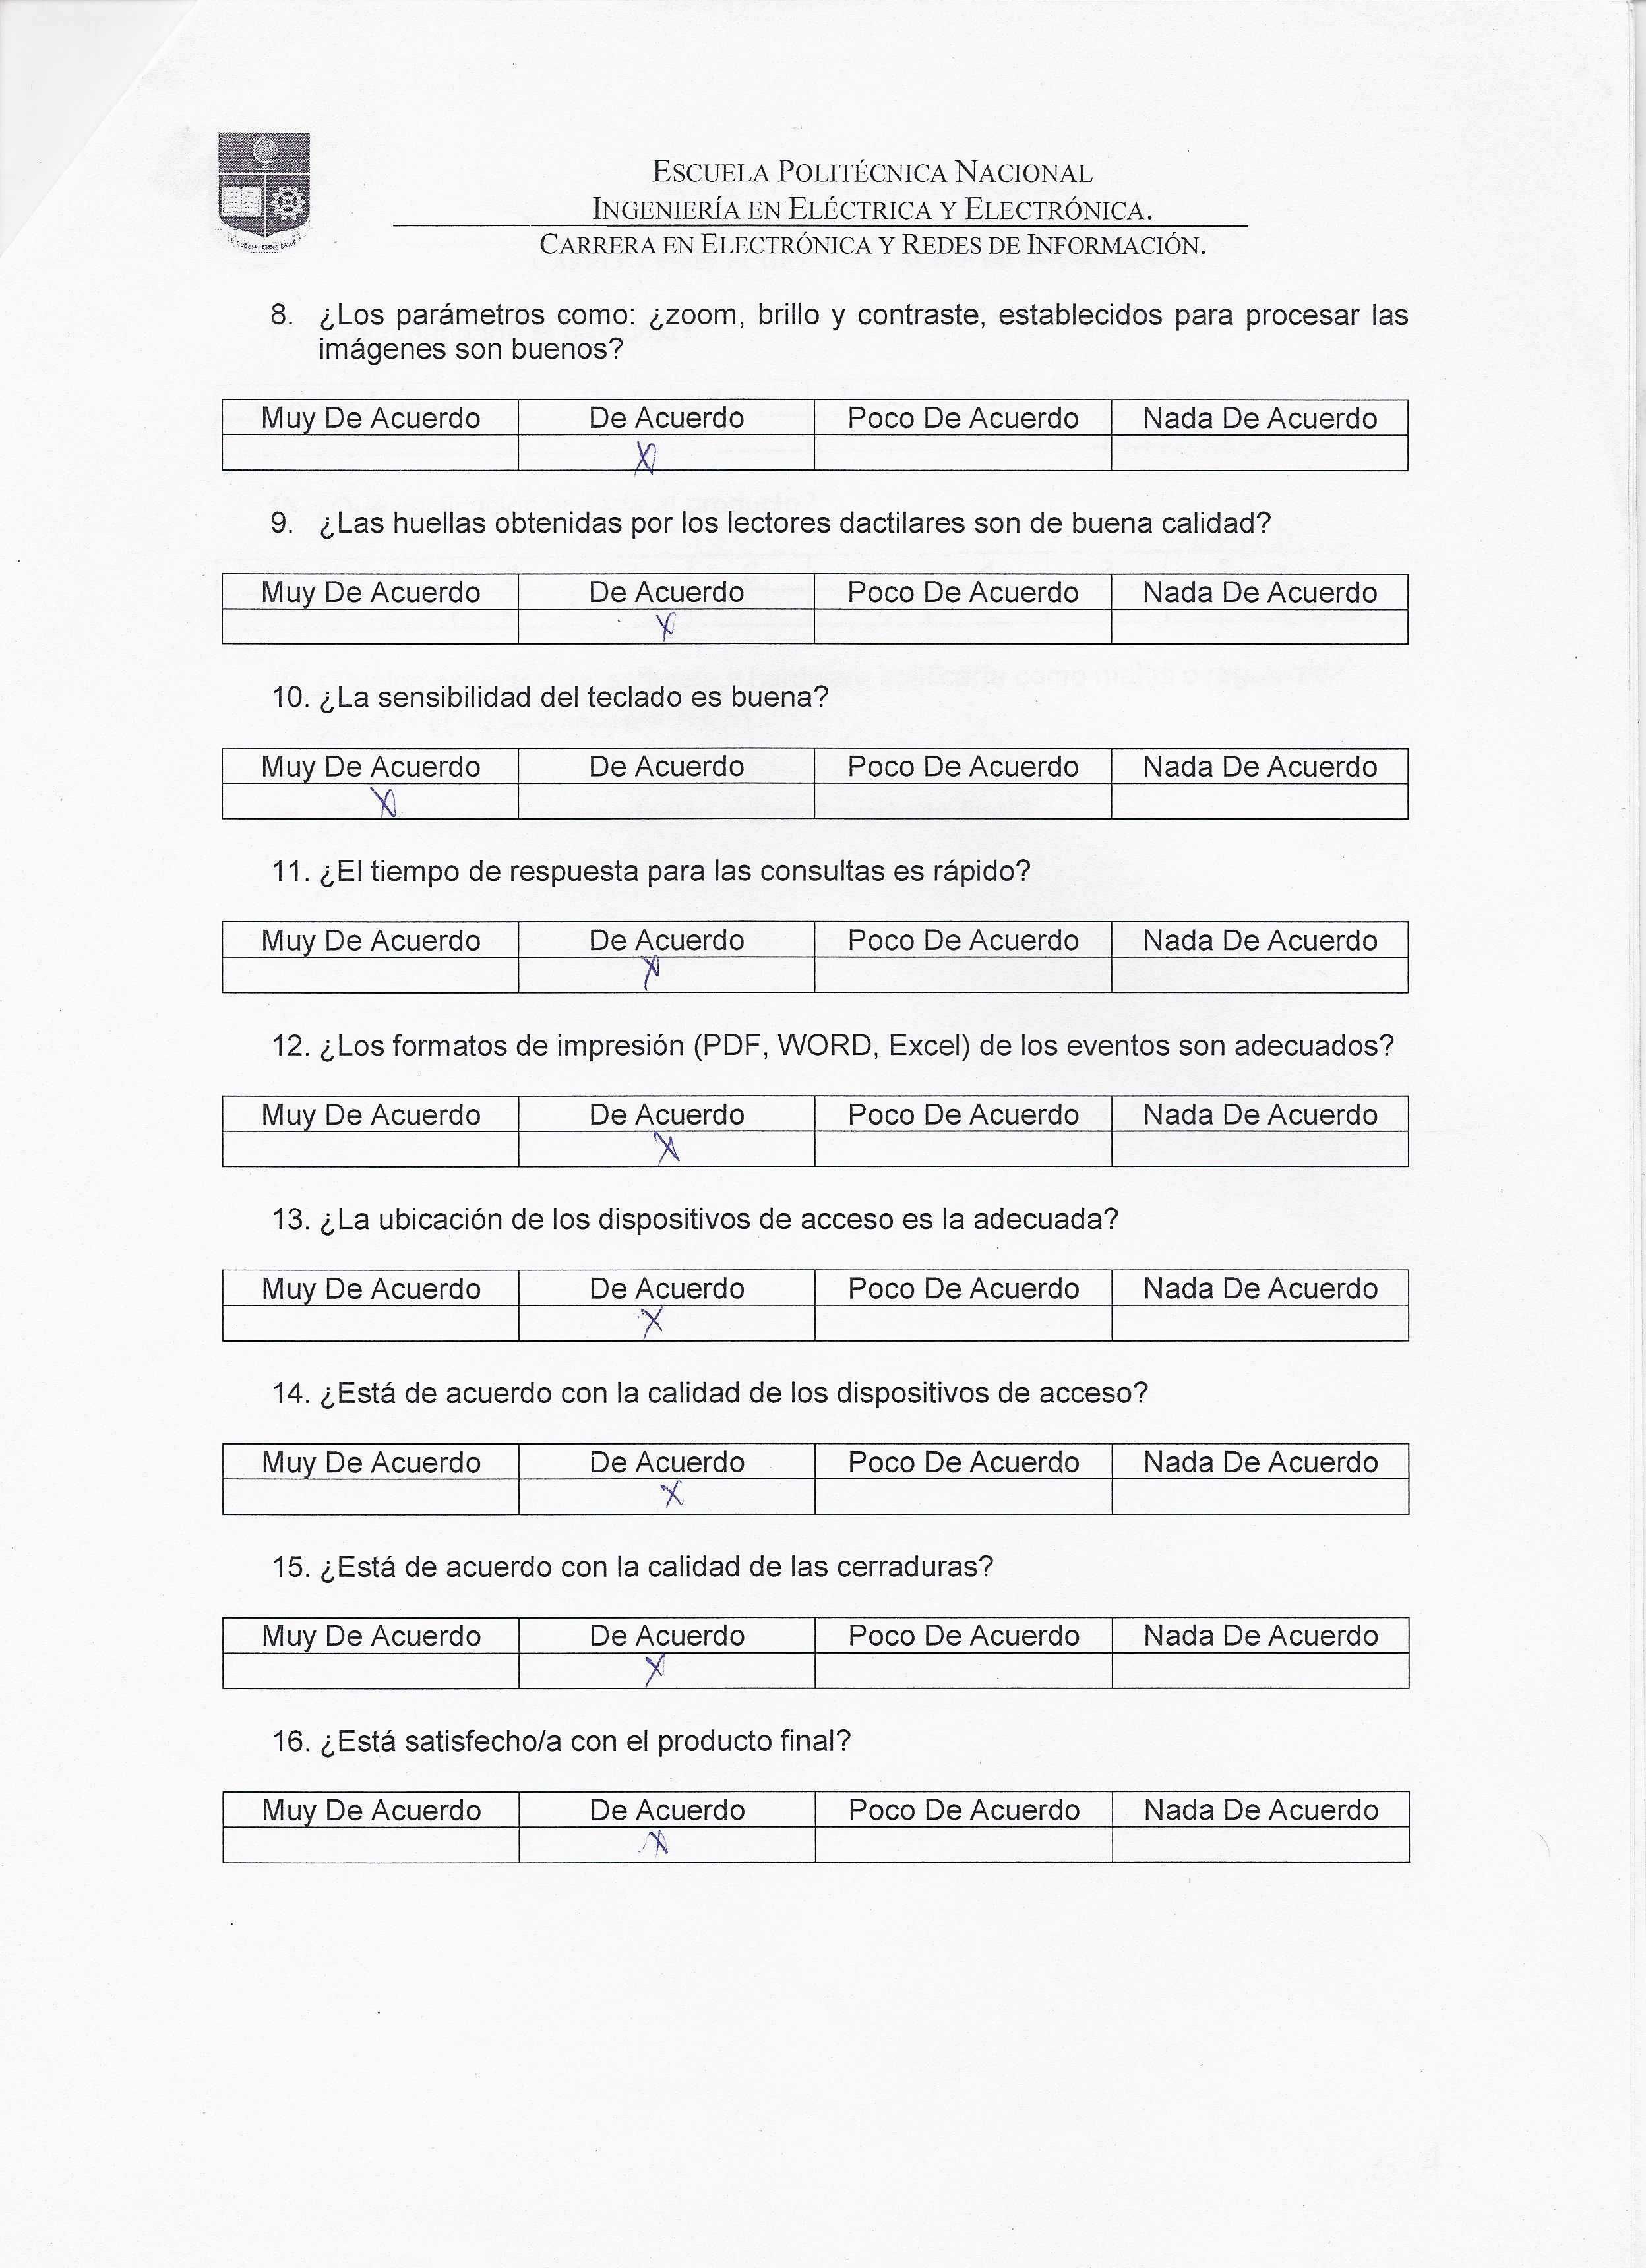 ESCUELA POLITÉCNICA NACIONAL
INGENIERÍA EN ELÉCTRICA Y ELECTRÓNICA.
CARRERA EN ELECTRÓNICA Y REDES DE INFORMACIÓN.
8. ¿Los parámetros como: ¿zoom, brillo y contraste, establecidos para procesar las
imágenes son buenos?
Muy De Acuerdo De Acuerdo Poco De Acuerdo Nada De Acuerdo
X
9. ¿Las huellas obtenidas por los lectores dactilares son de buena calidad?
Muy De Acuerdo De Acuerdo Poco De Acuerdo Nada De Acuerdo
X
10. ¿La sensibilidad del teclado es buena?
Muy De Acuerdo De Acuerdo Poco De Acuerdo Nada De Acuerdo
X
11. ¿El tiempo de respuesta para las consultas es rápido?
Muy De Acuerdo De Acuerdo Poco De Acuerdo Nada De Acuerdo
X
12. ¿Los formatos de impresión (PDF, WORD, Excel) de los eventos son adecuados?
Muy De Acuerdo De Acuerdo Poco De Acuerdo Nada De Acuerdo
X
13. ¿La ubicación de los dispositivos de acceso es la adecuada?
Muy De Acuerdo De Acuerdo Poco De Acuerdo Nada De Acuerdo
X
14. ¿Está de acuerdo con la calidad de los dispositivos de acceso?
Muy De Acuerdo De Acuerdo Poco De Acuerdo Nada De Acuerdo
X
15. ¿Está de acuerdo con la calidad de las cerraduras?
Muy De Acuerdo De Acuerdo Poco De Acuerdo Nada De Acuerdo
X
16. ¿Está satisfecho/a con el producto final?
Muy De Acuerdo De Acuerdo Poco De Acuerdo Nada De Acuerdo
X